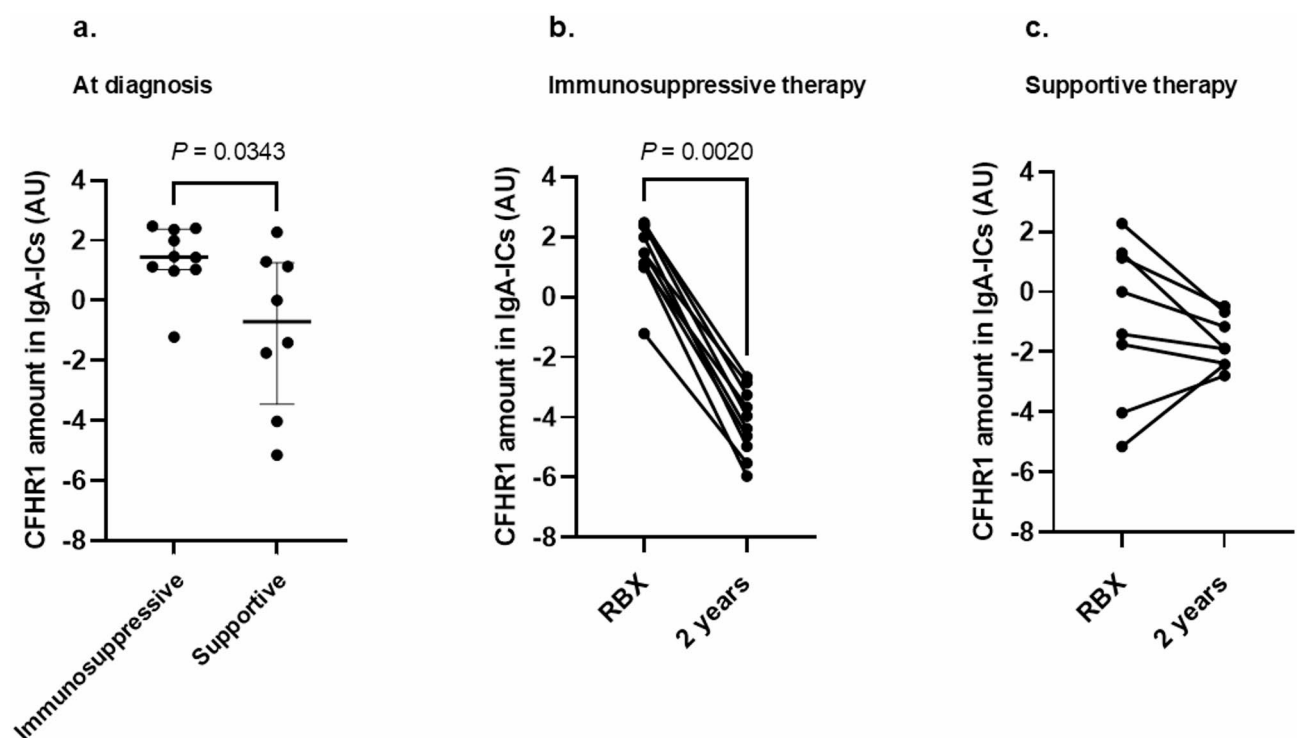 a.
At diagnosis
P = 0.0343
CFHR1 amount in IgA-ICs (AU)
4
2
0
-2
-4
-6
-8
Immunosuppressive
Supportive
b.
Immunosuppressive therapy
P = 0.0020
CFHR1 amount in IgA-ICs (AU)
4
2
0
-2
-4
-6
-8
RBX
2 years
c.
Supportive therapy
CFHR1 amount in IgA-ICs (AU)
4
2
0
-2
-4
-6
-8
RBX
2 years